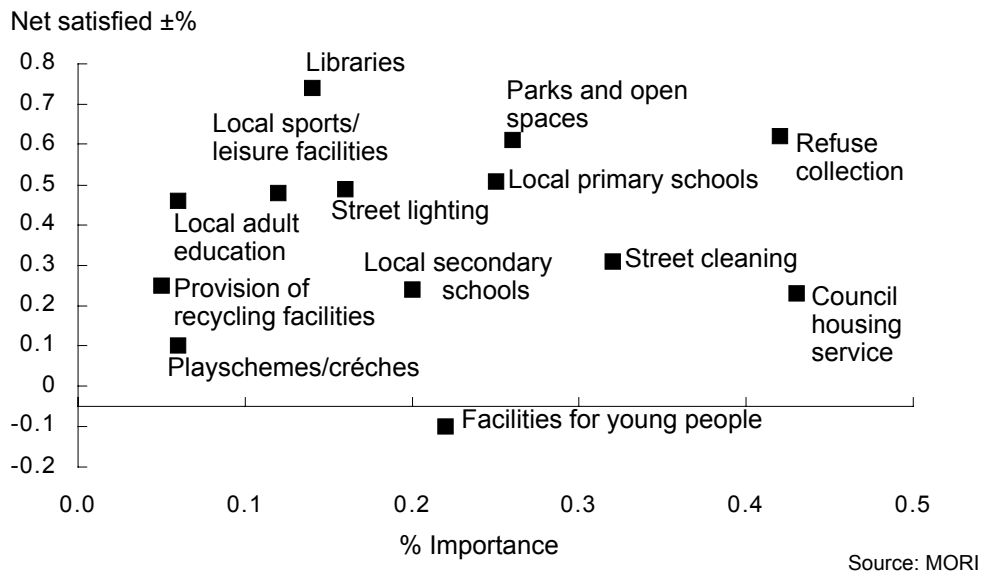 Net satisfied ±%
0.8
0.7
0.6
0.5
0.4
0.3
0.2
0.1
0
-0.1
-0.2
Libraries
Parks and open
spaces
Local sports/
leisure facilities
Refuse
collection
Local primary schools
Street lighting
Local adult
education
Local secondary
schools
Street cleaning
Provision of
recycling facilities
Council
housing
service
Playschemes/créches
Facilities for young people
0.0 0.1 0.2 0.3 0.4 0.5
% Importance
Source: MORI